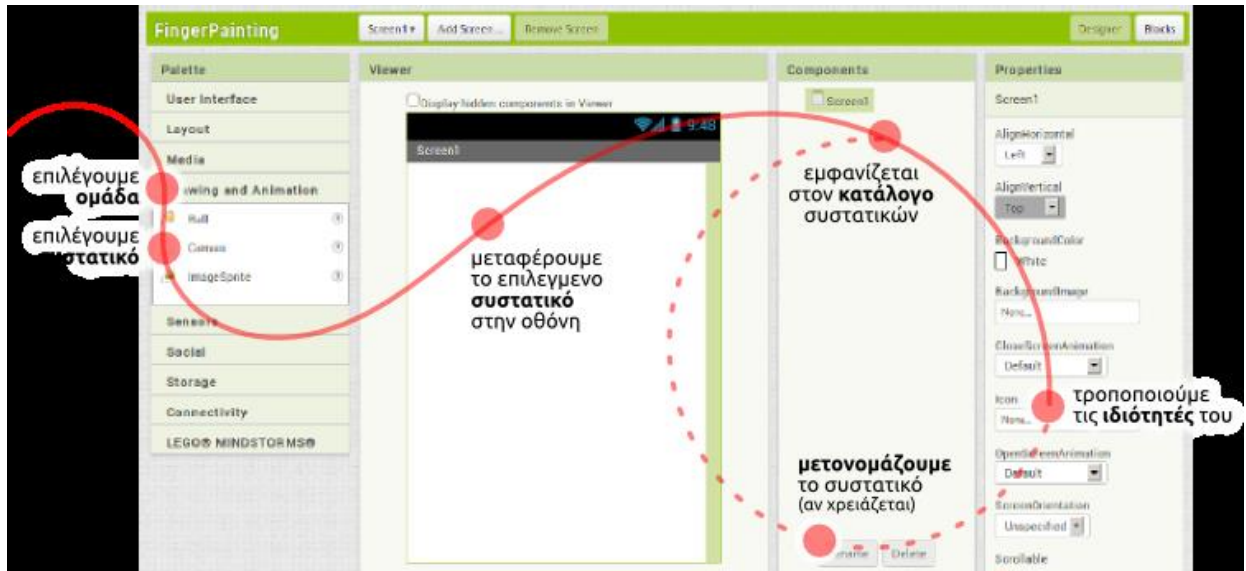 FingerPainting
Screen1 Add Screen... Remove Screen
Designer Blocks
Palette
User Interface
Layout
Media
wing and Animation
Ball
Canvas
ImageSprite
Sensors
Social
Storage
Connectivity
LEGO® MINDSTORMS®
επιλέγουμε
ομάδα
επιλέγουμε
στατικό
Viewer
Display hidden components in Viewer
9:48
Screen1
μεταφέρουμε
το επιλεγμενο
συστατικό
στην οθόνη
Components
Screen1
εμφανίζεται
στον κατάλογο
συστατικών
μετονομάζουμε
το συστατικό
(αν χρειάζεται)
Delete
Properties
Screen1
AlignHorizontal
Left
AlignVertical
Top
BackgroundColor
White
BackgroundImage
None...
CloseScreenAnimation
Default
Icon
None...
τροποποιούμε
τις ιδιότητές του
OpenScreenAnimation
Default
ScreenOrientation
Unspecified
Scrollable